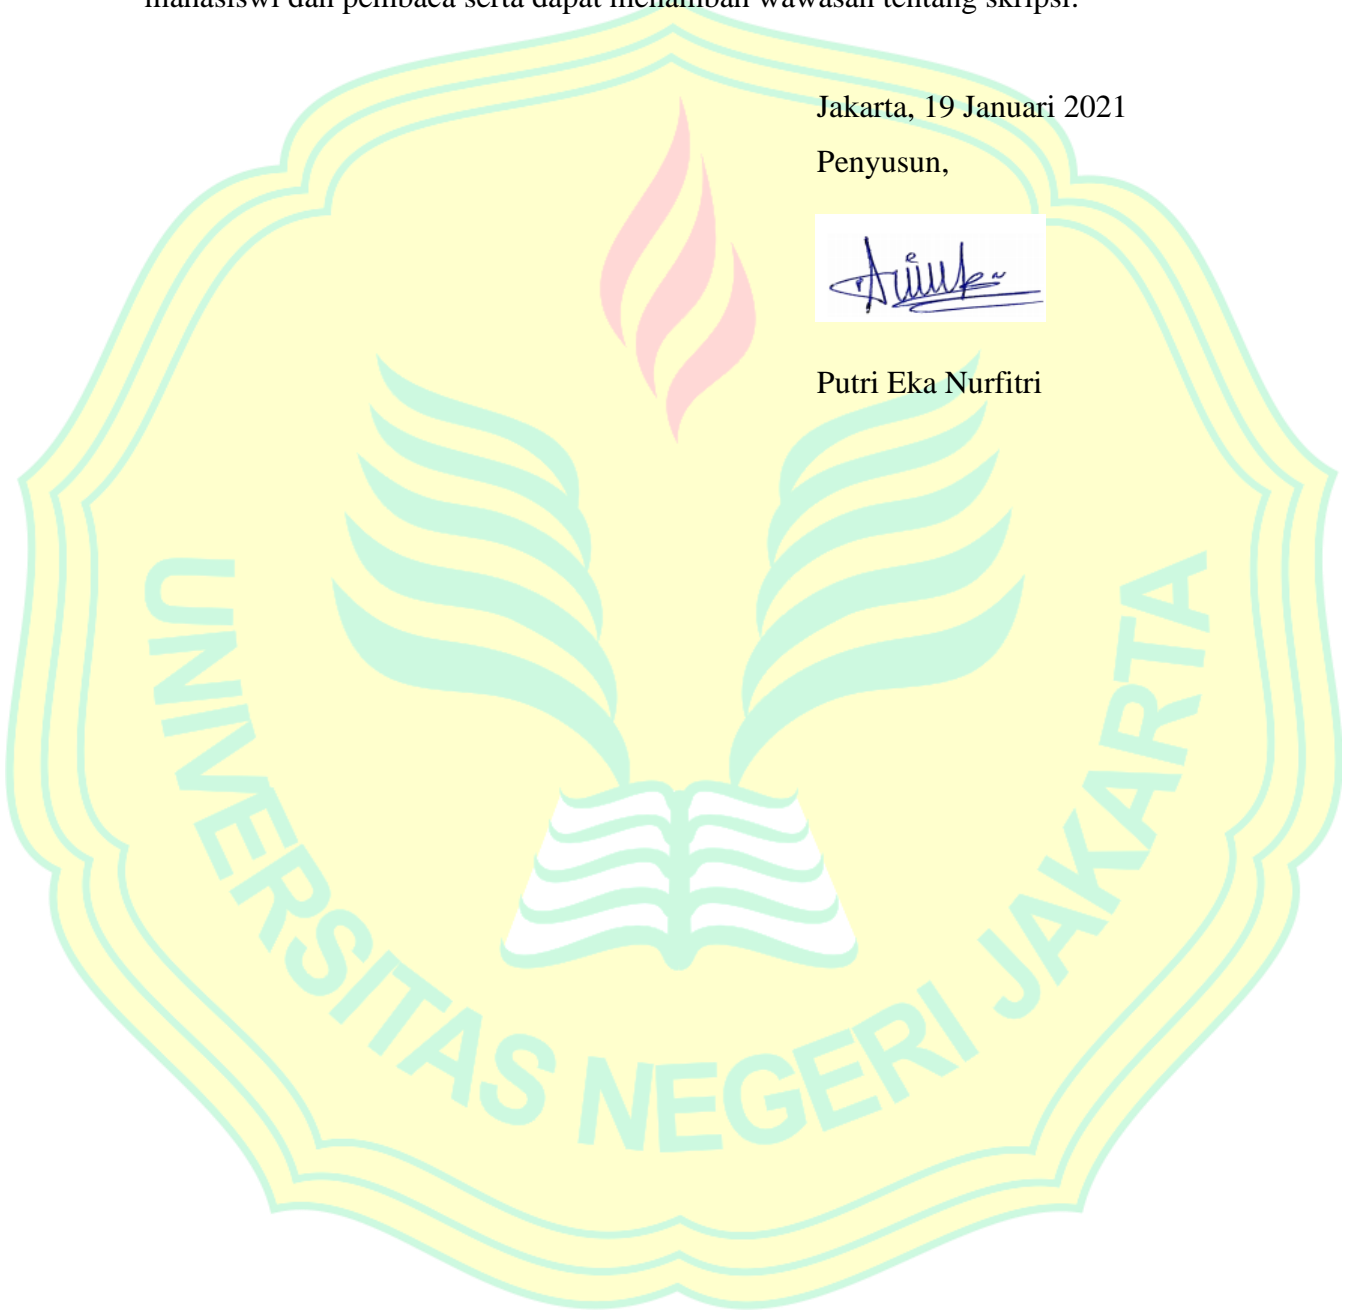 mahasiswi dan pembaca serta dapat menambah wawasan tentang skripsi.
Jakarta, 19 Januari 2021
Penyusun,
Putri Eka Nurfitri
UNIVERSITAS NEGERI JAKARTA